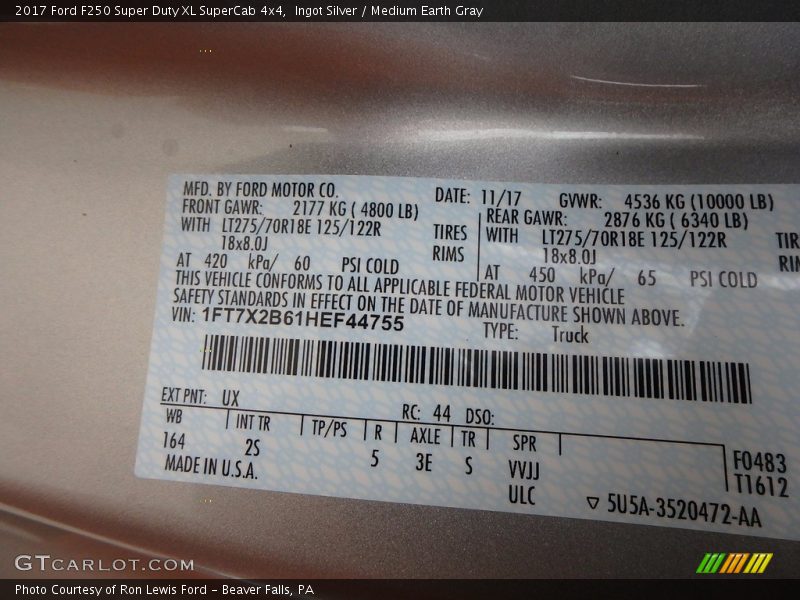 2017 Ford F250 Super Duty XL SuperCab 4x4,  Ingot Silver / Medium Earth Gray
MFD. BY FORD MOTOR CO. DATE: 11/17 GVWR: 4536 KG (10000 LB)
FRONT GAWR: 2177 KG ( 4800 LB) REAR GAWR: 2876 KG ( 6340 LB)
WITH LT275/70R18E 125/122R TIRES WITH LT275/70R18E 125/122R
18x8.0J RIMS 18x8.0J
AT 420 kPa/ 60 PSI COLD AT 450 kPa/ 65 PSI COLD
THIS VEHICLE CONFORMS TO ALL APPLICABLE FEDERAL MOTOR VEHICLE
SAFETY STANDARDS IN EFFECT ON THE DATE OF MANUFACTURE SHOWN ABOVE.
VIN: 1FT7X2B61HEF44755 TYPE: Truck
EXT PNT: UX RC: 44 DSO:
WB INT TR TP/PS R AXLE TR SPR
164 2S 5 3E S VVJJ F0483
MADE IN U.S.A. ULC T1612
5U5A-3520472-AA
GTCARLOT.COM
Photo Courtesy of Ron Lewis Ford - Beaver Falls, PA